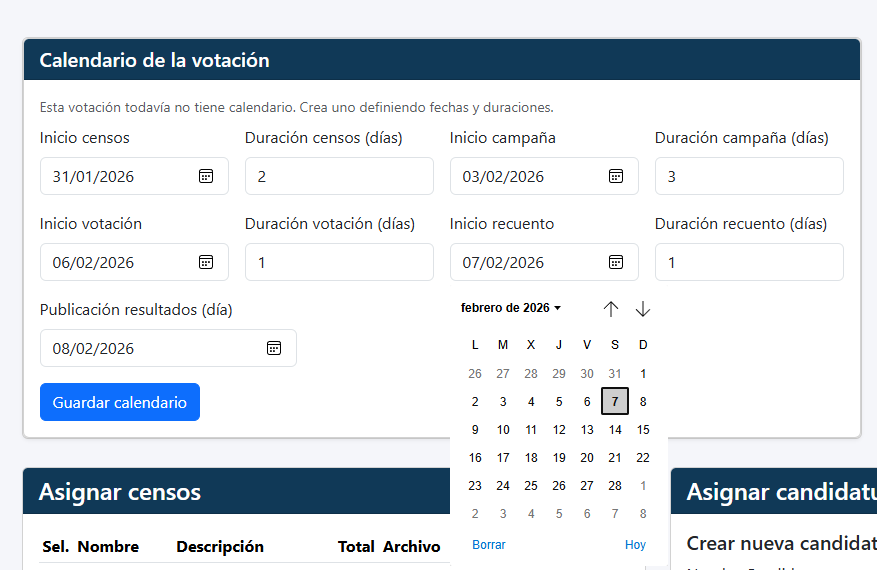 Calendario de la votación
Esta votación todavía no tiene calendario. Crea uno definiendo fechas y duraciones.
Inicio censos Duración censos (días) Inicio campaña Duración campaña (días)
31/01/2026 2 03/02/2026 3
Inicio votación Duración votación (días) Inicio recuento Duración recuento (días)
06/02/2026 1 07/02/2026 1
Publicación resultados (día)
08/02/2026
Guardar calendario
febrero de 2026
L M X J V S D
26 27 28 29 30 31 1
2 3 4 5 6 7 8
9 10 11 12 13 14 15
16 17 18 19 20 21 22
23 24 25 26 27 28 1
2 3 4 5 6 7 8
Borrar Hoy
Asignar censos
Sel. Nombre Descripción Total Archivo
Asignar candidatu
Crear nueva candidat